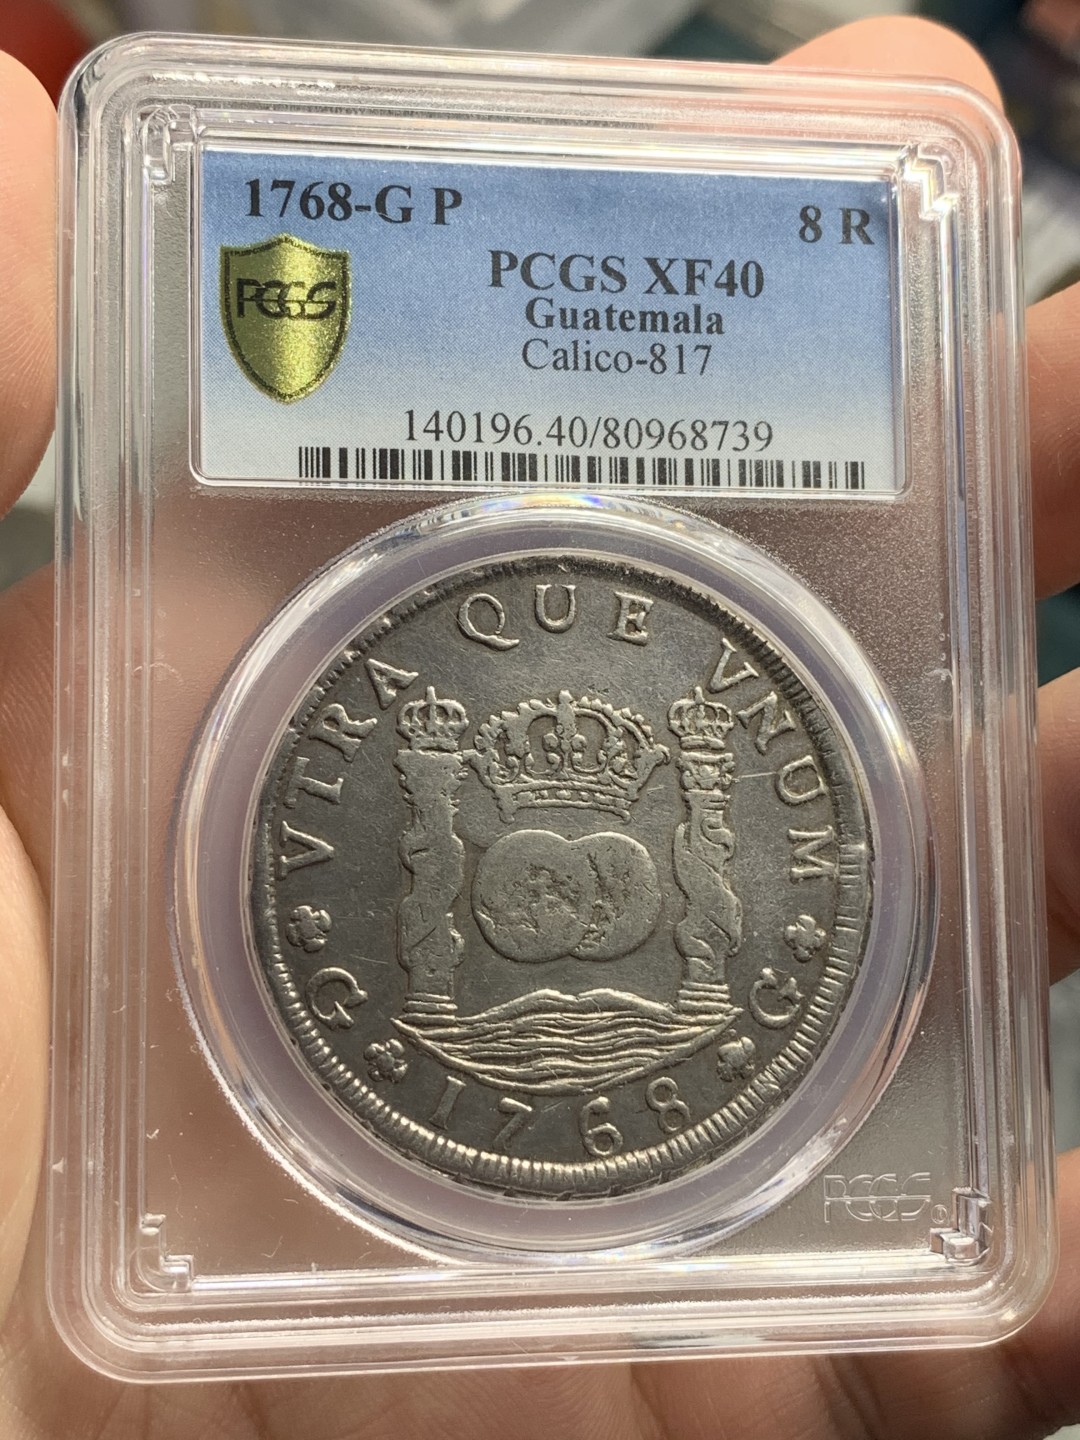 1768-G P
8 R
PCGS XF40
PCGS
Guatemala
Calico-817
140196.40/80968739
VTRA QUE VNUM
G 1768 G
PCGS